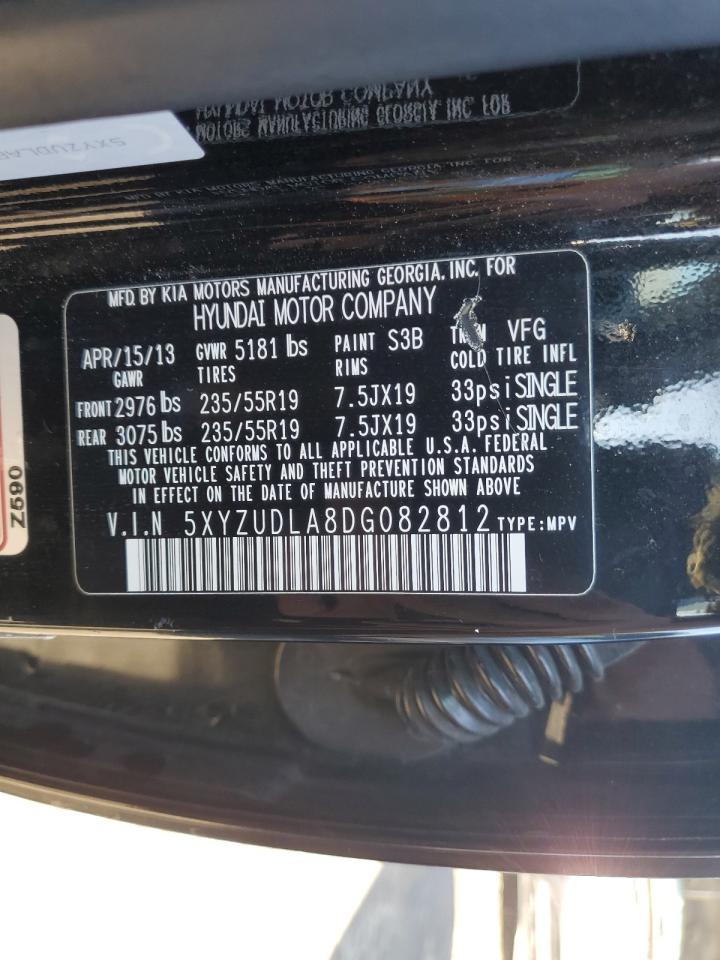 5XYZUDLA
MFD. BY KIA MOTORS MANUFACTURING GEORGIA. INC. FOR
HYUNDAI MOTOR COMPANY
APR/15/13 GVWR 5181 lbs PAINT S3B VFG
GAWR TIRES RIMS COLD TIRE INFL
FRONT 2976 lbs 235/55R19 7.5JX19 33psi SINGLE
REAR 3075 lbs 235/55R19 7.5JX19 33psi SINGLE
THIS VEHICLE CONFORMS TO ALL APPLICABLE U.S.A. FEDERAL
MOTOR VEHICLE SAFETY AND THEFT PREVENTION STANDARDS
IN EFFECT ON THE DATE OF MANUFACTURE SHOWN ABOVE
V.I.N 5XYZUDLA8DG082812 TYPE:MPV
Z590